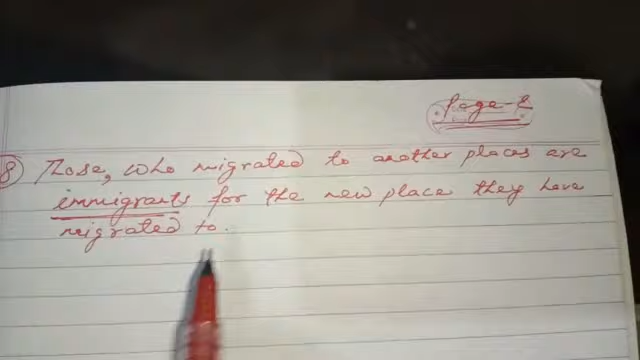 Page-8
8 Those, who migrated to another places are
immigrants for the new place they have
migrated to.